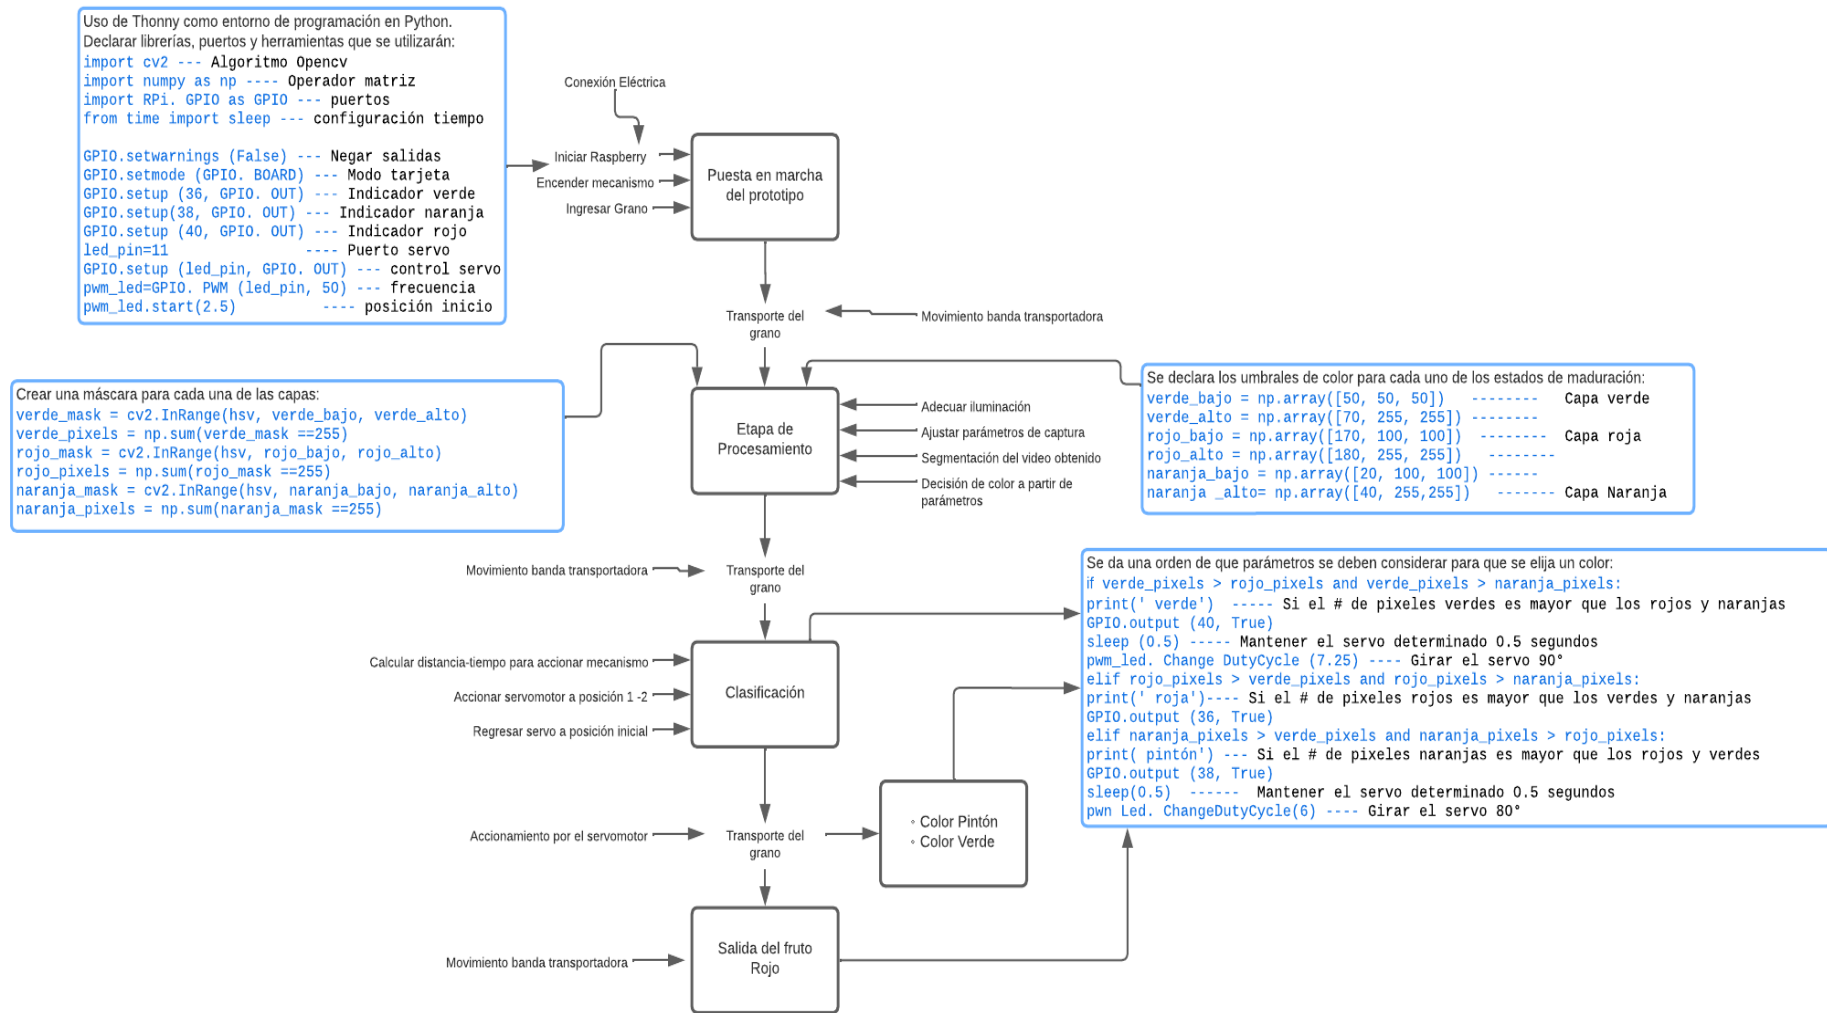 Uso de Thonny como entorno de programación en Python.
Declarar librerías, puertos y herramientas que se utilizarán:
import cv2 --- Algoritmo Opencv
import numpy as np ---- Operador matriz
import RPi. GPIO as GPIO --- puertos
from time import sleep --- configuración tiempo
GPIO.setwarnings (False) --- Negar salidas
GPIO.setmode (GPIO. BOARD) --- Modo tarjeta
GPIO.setup (36, GPIO. OUT) --- Indicador verde
GPIO.setup(38, GPIO. OUT) --- Indicador naranja
GPIO.setup (40, GPIO. OUT) --- Indicador rojo
led_pin=11 ---- Puerto servo
GPIO.setup (led_pin, GPIO. OUT) --- control servo
pwm_led=GPIO. PWM (led_pin, 50) --- frecuencia
pwm_led.start(2.5) ---- posición inicio
Conexión Eléctrica
Iniciar Raspberry
Encender mecanismo
Ingresar Grano
Puesta en marcha
del prototipo
Transporte del
grano
Movimiento banda transportadora
Crear una máscara para cada una de las capas:
verde_mask = cv2.InRange(hsv, verde_bajo, verde_alto)
verde_pixels = np.sum(verde_mask ==255)
rojo_mask = cv2.InRange(hsv, rojo_bajo, rojo_alto)
rojo_pixels = np.sum(rojo_mask ==255)
naranja_mask = cv2.InRange(hsv, naranja_bajo, naranja_alto)
naranja_pixels = np.sum(naranja_mask ==255)
Etapa de
Procesamiento
Adecuar iluminación
Ajustar parámetros de captura
Segmentación del video obtenido
Decisión de color a partir de
parámetros
Se declara los umbrales de color para cada uno de los estados de maduración:
verde_bajo = np.array([50, 50, 50]) -------- Capa verde
verde_alto = np.array([70, 255, 255]) --------
rojo_bajo = np.array([170, 100, 100]) -------- Capa roja
rojo_alto = np.array([180, 255, 255]) --------
naranja_bajo = np.array([20, 100, 100]) ------
naranja _alto= np.array([40, 255,255]) ------- Capa Naranja
Movimiento banda transportadora
Transporte del
grano
Calcular distancia-tiempo para accionar mecanismo
Accionar servomotor a posición 1 -2
Regresar servo a posición inicial
Clasificación
Se da una orden de que parámetros se deben considerar para que se elija un color:
if verde_pixels > rojo_pixels and verde_pixels > naranja_pixels:
print(' verde') ----- Si el # de pixeles verdes es mayor que los rojos y naranjas
GPIO.output (40, True)
sleep (0.5) ----- Mantener el servo determinado 0.5 segundos
pwm_led. Change DutyCycle (7.25) ---- Girar el servo 90°
elif rojo_pixels > verde_pixels and rojo_pixels > naranja_pixels:
print(' roja')---- Si el # de pixeles rojos es mayor que los verdes y naranjas
GPIO.output (36, True)
elif naranja_pixels > verde_pixels and naranja_pixels > rojo_pixels:
print( pintón') --- Si el # de pixeles naranjas es mayor que los rojos y verdes
GPIO.output (38, True)
sleep(0.5) ------ Mantener el servo determinado 0.5 segundos
pwn Led. ChangeDutyCycle(6) ---- Girar el servo 80°
Accionamiento por el servomotor
Transporte del
grano
◦ Color Pintón
◦ Color Verde
Movimiento banda transportadora
Salida del fruto
Rojo